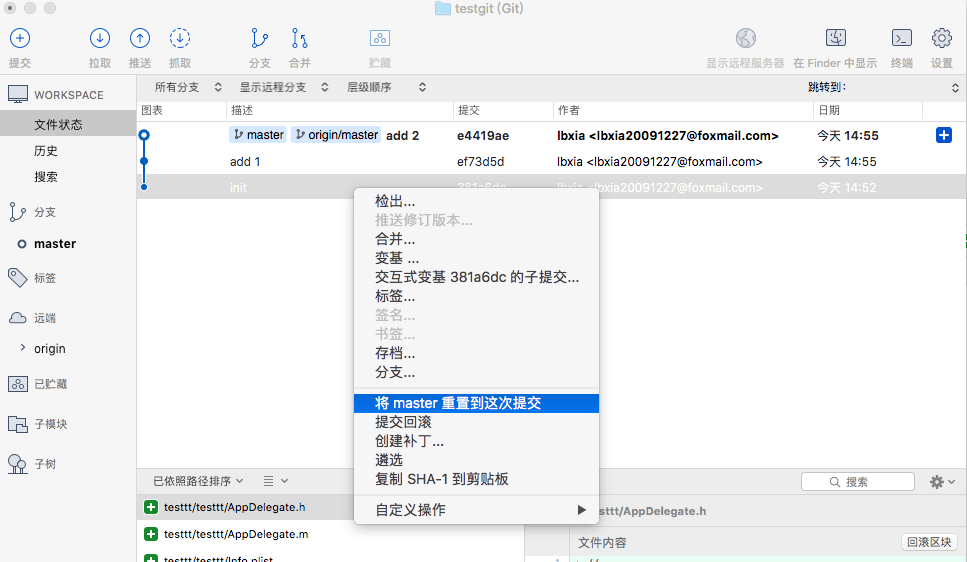 testgit (Git)
提交 拉取 推送 抓取 分支 合并 贮藏 显示远程服务器 在 Finder 中显示 终端 设置
WORKSPACE
文件状态
历史
搜索
分支
master
标签
远端
origin
已贮藏
子模块
子树
所有分支 显示远程分支 层级顺序 跳转到:
图表 描述 提交 作者 日期
master origin/master add 2 e4419ae lbxia <lbxia20091227@foxmail.com> 今天 14:55
add 1 ef73d5d lbxia <lbxia20091227@foxmail.com> 今天 14:55
init 381a6dc lbxia <lbxia20091227@foxmail.com> 今天 14:52
检出...
推送修订版本...
合并...
变基 ...
交互式变基 381a6dc 的子提交...
标签...
签名...
书签...
存档...
分支...
将 master 重置到这次提交
提交回滚
创建补丁...
遴选
复制 SHA-1 到剪贴板
自定义操作
已依照路径排序 搜索
testtt/testtt/AppDelegate.h
testtt/testtt/AppDelegate.m
testtt/testtt/Info.plist
sttt/AppDelegate.h
文件内容 回滚区块
1 //